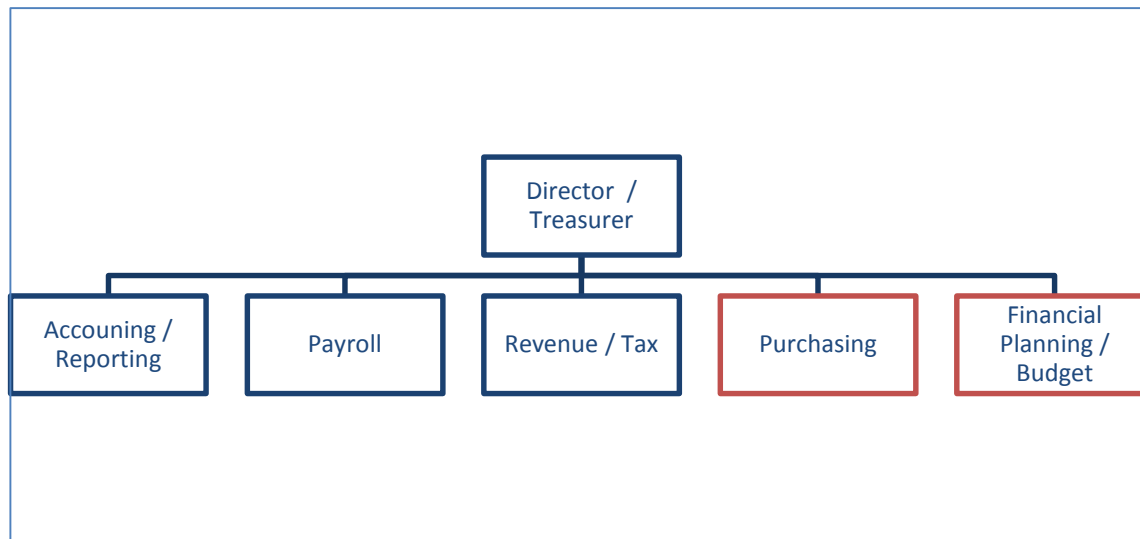 Director /
Treasurer
Accouning /
Reporting
Payroll
Revenue / Tax
Purchasing
Financial
Planning /
Budget